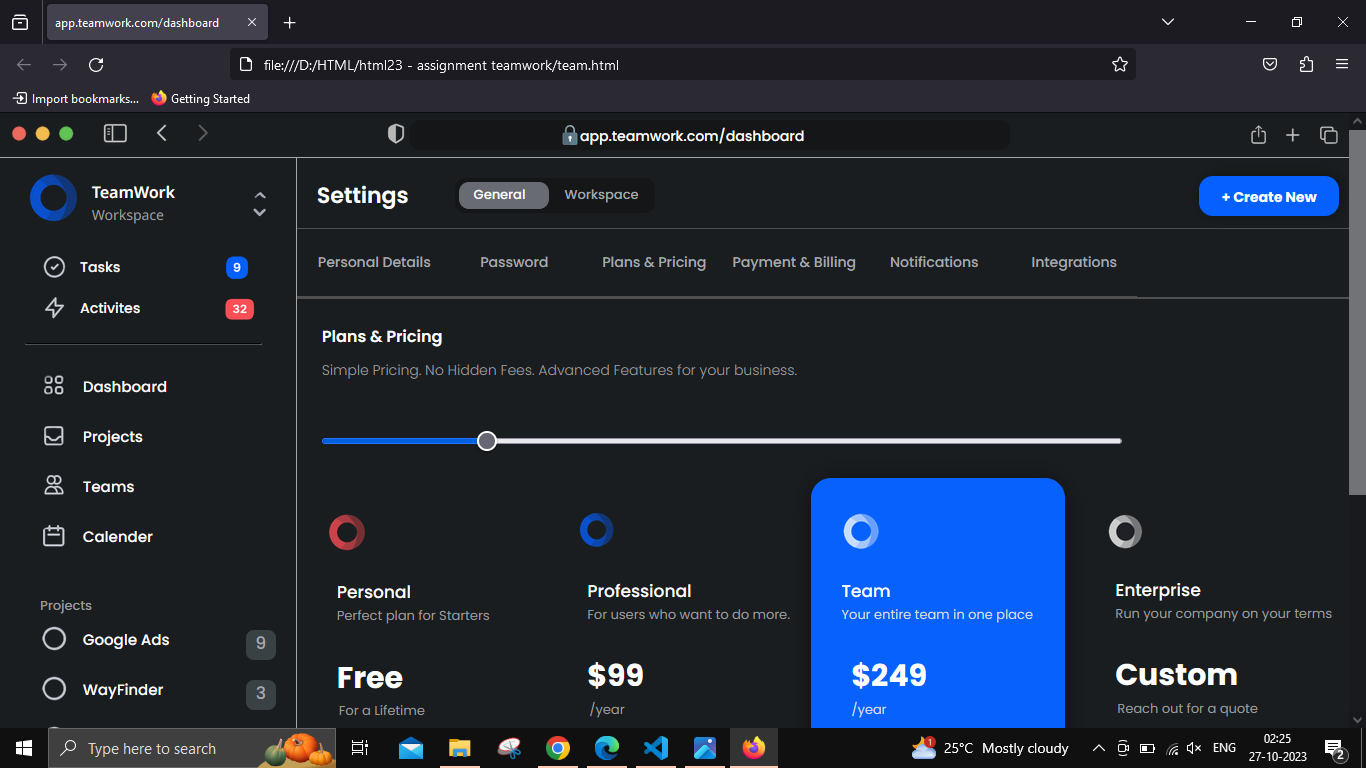 app.teamwork.com/dashboard
file:///D:/HTML/html23 - assignment teamwork/team.html
Import bookmarks... Getting Started
app.teamwork.com/dashboard
TeamWork
Workspace
Tasks 9
Activites 32
Dashboard
Projects
Teams
Calender
Projects
Google Ads 9
WayFinder 3
Settings General Workspace + Create New
Personal Details Password Plans & Pricing Payment & Billing Notifications Integrations
Plans & Pricing
Simple Pricing. No Hidden Fees. Advanced Features for your business.
Personal
Perfect plan for Starters
Free
For a Lifetime
Professional
For users who want to do more.
$99
/year
Team
Your entire team in one place
$249
/year
Enterprise
Run your company on your terms
Custom
Reach out for a quote
Type here to search
1
25°C Mostly cloudy
ENG
02:25
27-10-2023
2